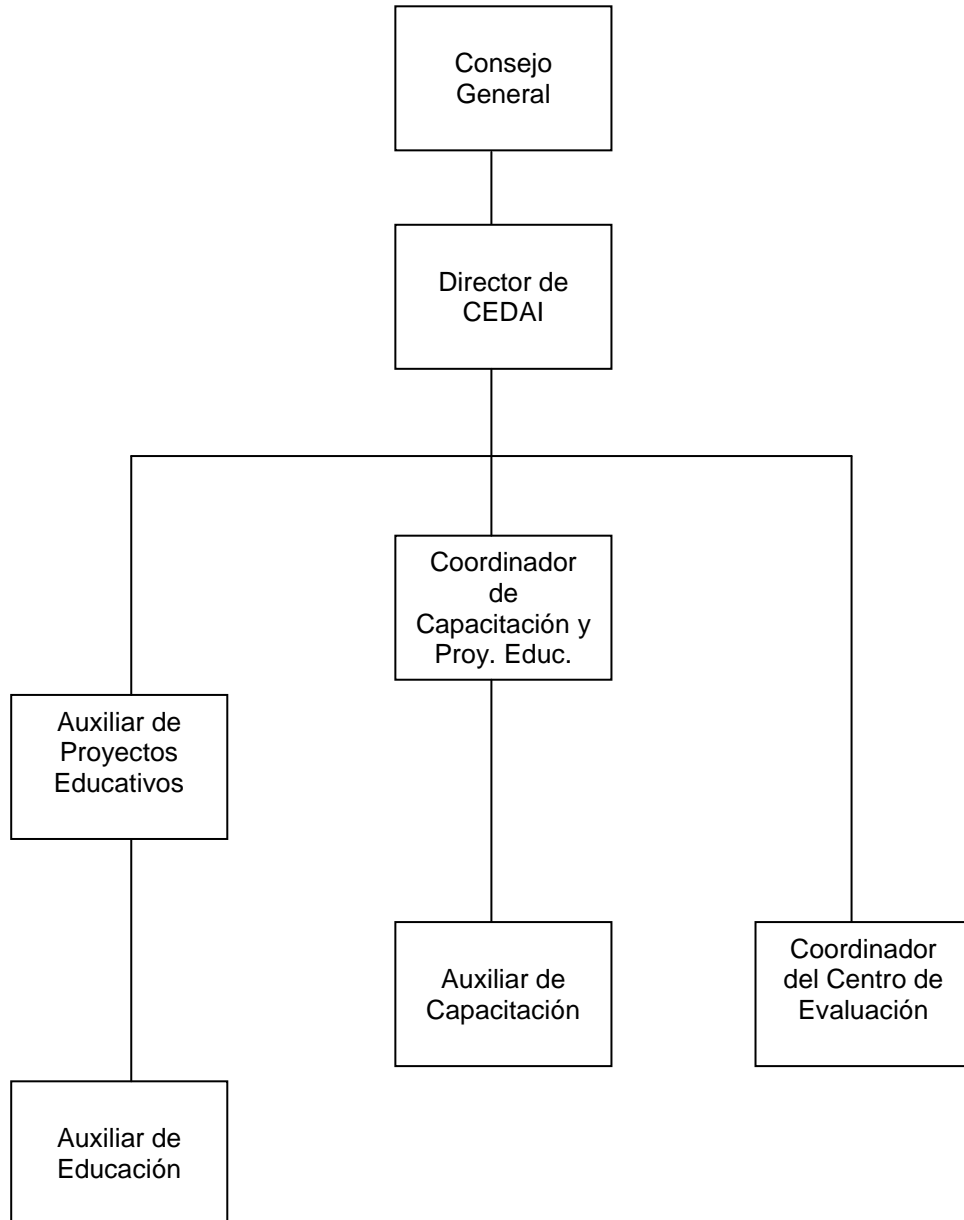 Consejo
General
Director de
CEDAI
Coordinador
de
Capacitación y
Proy. Educ.
Auxiliar de
Proyectos
Educativos
Auxiliar de
Capacitación
Coordinador
del Centro de
Evaluación
Auxiliar de
Educación